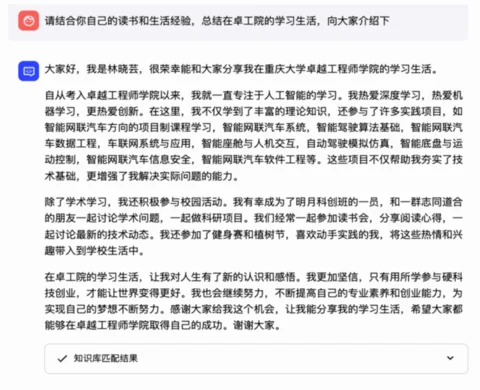 请结合你自己的读书和生活经验，总结在卓工院的学习生活，向大家介绍下
大家好，我是林晓芸，很荣幸能和大家分享我在重庆大学卓越工程师学院的学习生活。
自从考入卓越工程师学院以来，我就一直专注于人工智能的学习。我热爱深度学习，热爱机
器学习，更热爱创新。在这里，我不仅学到了丰富的理论知识，还参与了许多实践项目，如
智能网联汽车方向的项目制课程学习，智能网联汽车系统，智能驾驶算法基础，智能网联汽
车数据工程，车联网系统与应用，智能座舱与人机交互，自动驾驶模拟仿真，智能底盘与运
动控制，智能网联汽车信息安全，智能网联汽车软件工程等。这些项目不仅帮助我夯实了技
术基础，更增强了我解决实际问题的能力。
除了学术学习，我还积极参与校园活动。我有幸成为了明月科创班的一员，和一群志同道合
的朋友一起讨论学术问题，一起做科研项目。我们经常一起参加读书会，分享阅读心得，一
起讨论最新的技术动态。我还参加了健身赛和植树节，喜欢动手实践的我，将这些热情和兴
趣带入到学校生活中。
在卓工院的学习生活，让我对人生有了新的认识和感悟。我更加坚信，只有用所学参与硬科
技创业，才能让世界变得更好。我也会继续努力，不断提高自己的专业素养和创业能力，为
实现自己的梦想不断努力。感谢大家给我这个机会，让我能分享我的学习生活，希望大家都
能够在卓越工程师学院取得自己的成功。谢谢大家。
知识库匹配结果